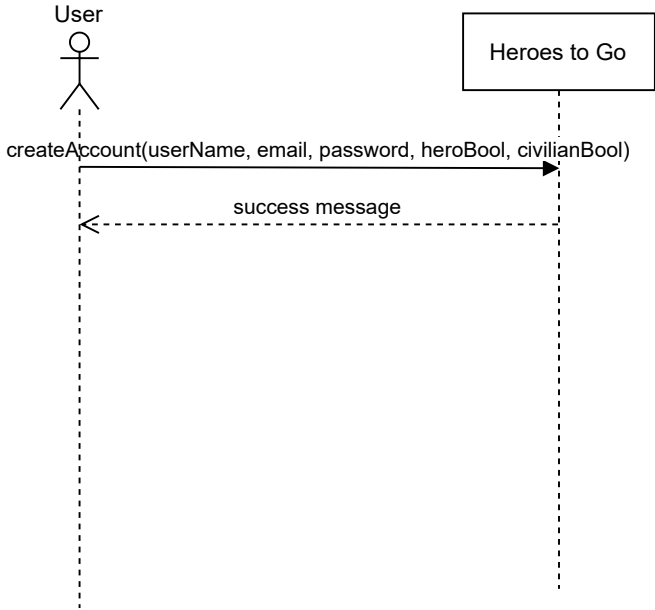 User
Heroes to Go
createAccount(userName, email, password, heroBool, civilianBool)
success message